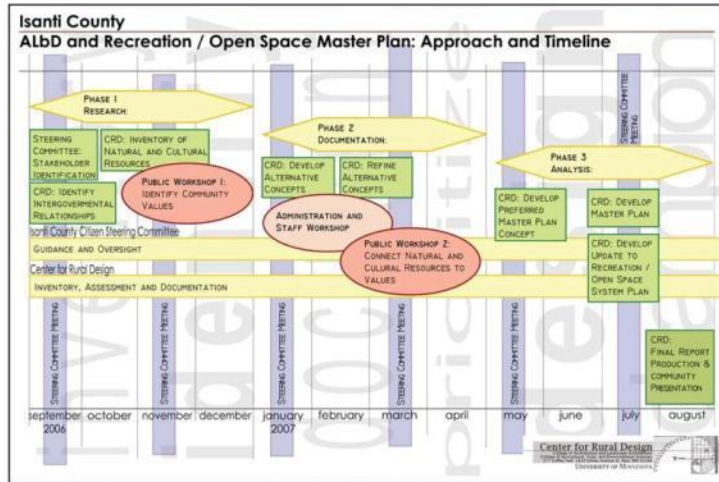 Isanti County
ALbD and Recreation / Open Space Master Plan: Approach and Timeline
PHASE 1
RESEARCH:
PHASE 2
DOCUMENTATION:
PHASE 3
ANALYSIS:
STEERING
COMMITTEE:
STAKEHOLDER
IDENTIFICATION
CRD: INVENTORY OF
NATURAL AND CULTURAL
RESOURCES
CRD: IDENTIFY
INTERGOVERMENTAL
RELATIONSHIPS
PUBLIC WORKSHOP 1:
IDENTIFY COMMUNITY
VALUES
CRD: DEVELOP
ALTERNATIVE
CONCEPTS
CRD: REFINE
ALTERNATIVE
CONCEPTS
ADMINISTRATION AND
STAFF WORKSHOP
PUBLIC WORKSHOP 2:
CONNECT NATURAL AND
CULURAL RESOURCES TO
VALUES
CRD: DEVELOP
PREFERRED
MASTER PLAN
CONCEPT
CRD: DEVELOP
MASTER PLAN
CRD: DEVELOP
UPDATE TO
RECREATION /
OPEN SPACE
SYSTEM PLAN
CRD:
FINAL REPORT
PRODUCTION &
COMMUNITY
PRESENTATION
Isanti County Citizen Steering Committee
GUIDANCE AND OVERSIGHT
Center for Rural Design
INVENTORY, ASSESSMENT AND DOCUMENTATION
STEERING COMMITTEE MEETING
STEERING COMMITTEE MEETING
STEERING COMMITTEE MEETING
STEERING COMMITTEE MEETING
STEERING COMMITTEE MEETING
STEERING COMMITTEE MEETING
prioritize
design
september
2006
october
november
december
january
2007
february
march
april
may
june
july
august
Center for Rural Design
UNIVERSITY OF MINNESOTA